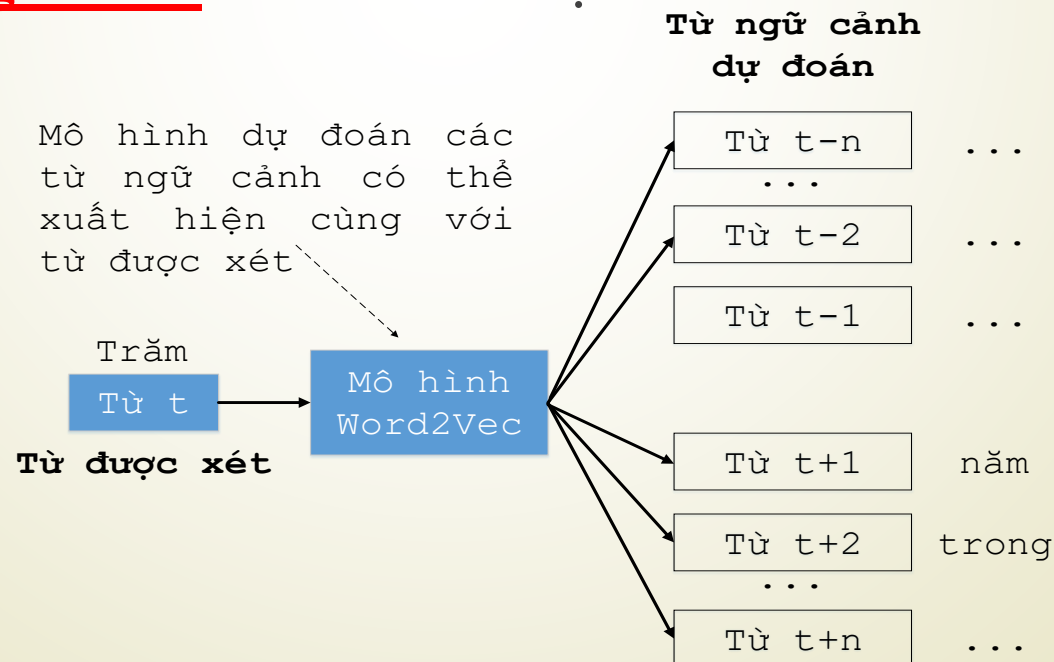 Từ ngữ cảnh
dự đoán
Mô hình dự đoán các
từ ngữ cảnh có thể
xuất hiện cùng với
từ được xét
Trăm
Từ t
Từ được xét
Mô hình
Word2Vec
Từ t-n ...
...
Từ t-2 ...
Từ t-1 ...
Từ t+1 năm
Từ t+2 trong
...
Từ t+n ...